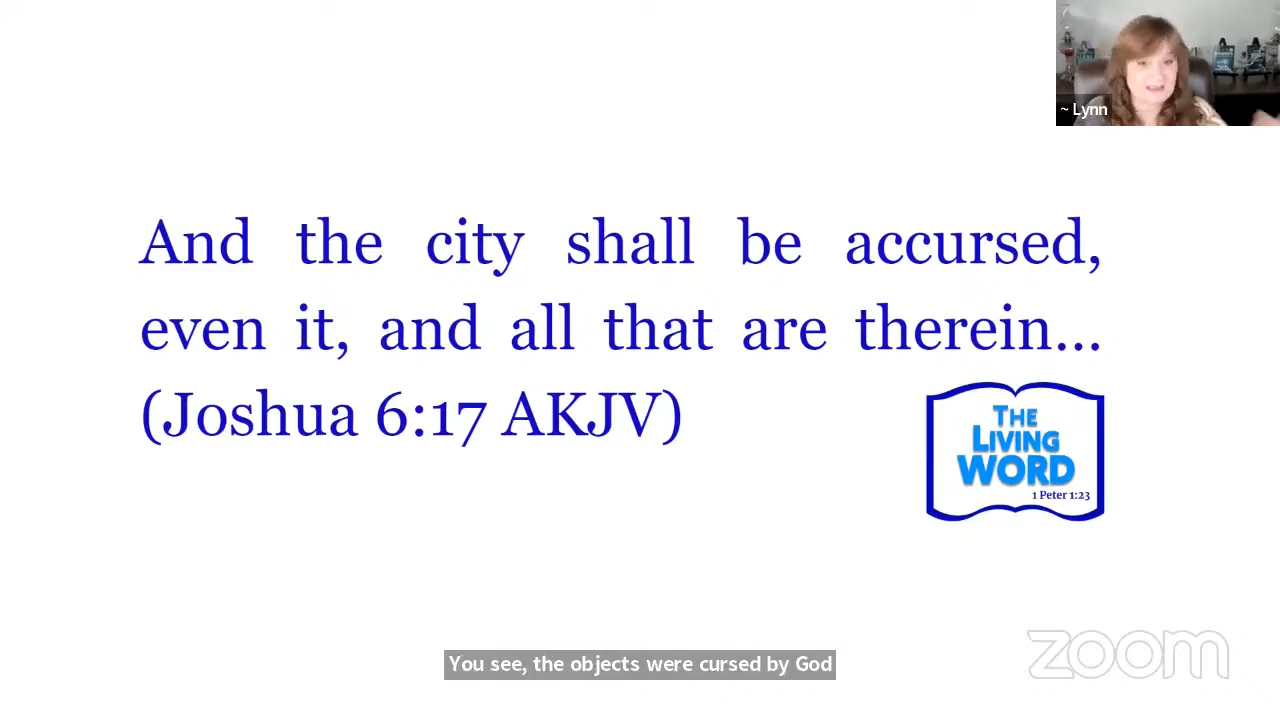 ~ Lynn
And the city shall be accursed,
even it, and all that are therein...
(Joshua 6:17 AKJV)
THE
LIVING
WORD
1 Peter 1:23
You see, the objects were cursed by God
zoom